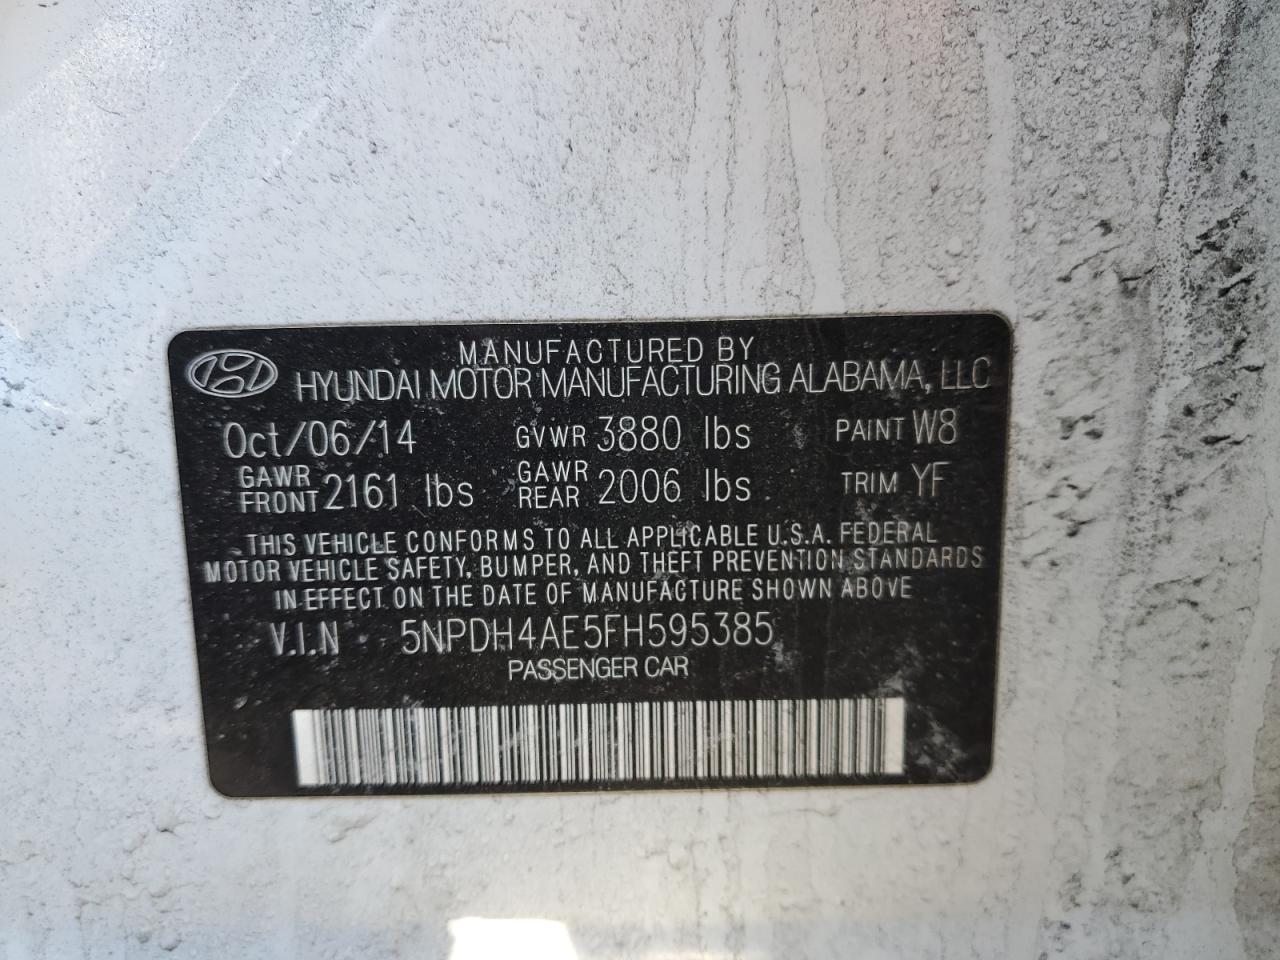 MANUFACTURED BY
HYUNDAI MOTOR MANUFACTURING ALABAMA, LLC
Oct/06/14 GVWR 3880 lbs PAINT W8
GAWR FRONT 2161 lbs GAWR REAR 2006 lbs TRIM YF
THIS VEHICLE CONFORMS TO ALL APPLICABLE U.S.A. FEDERAL
MOTOR VEHICLE SAFETY, BUMPER, AND THEFT PREVENTION STANDARDS
IN EFFECT ON THE DATE OF MANUFACTURE SHOWN ABOVE
V.I.N 5NPDH4AE5FH595385
PASSENGER CAR